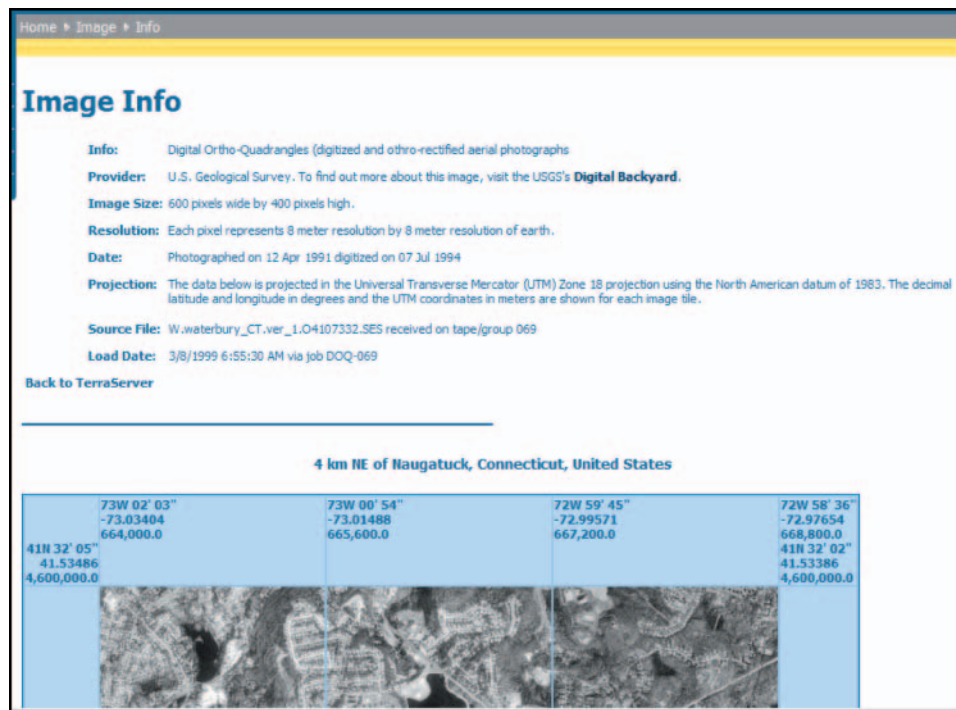 Home ▸ Image ▸ Info
Image Info
Info: Digital Ortho-Quadrangles (digitized and othro-rectified aerial photographs
Provider: U.S. Geological Survey. To find out more about this image, visit the USGS's Digital Backyard.
Image Size: 600 pixels wide by 400 pixels high.
Resolution: Each pixel represents 8 meter resolution by 8 meter resolution of earth.
Date: Photographed on 12 Apr 1991 digitized on 07 Jul 1994
Projection: The data below is projected in the Universal Transverse Mercator (UTM) Zone 18 projection using the North American datum of 1983. The decimal
latitude and longitude in degrees and the UTM coordinates in meters are shown for each image tile.
Source File: W.waterbury_CT.ver_1.O4107332.SES received on tape/group 069
Load Date: 3/8/1999 6:55:30 AM via job DOQ-069
Back to TerraServer
4 km NE of Naugatuck, Connecticut, United States
73W 02' 03" 73W 00' 54" 72W 59' 45" 72W 58' 36"
-73.03404 -73.01488 -72.99571 -72.97654
664,000.0 665,600.0 667,200.0 668,800.0
41N 32' 05" 41N 32' 02"
41.53486 41.53386
4,600,000.0 4,600,000.0